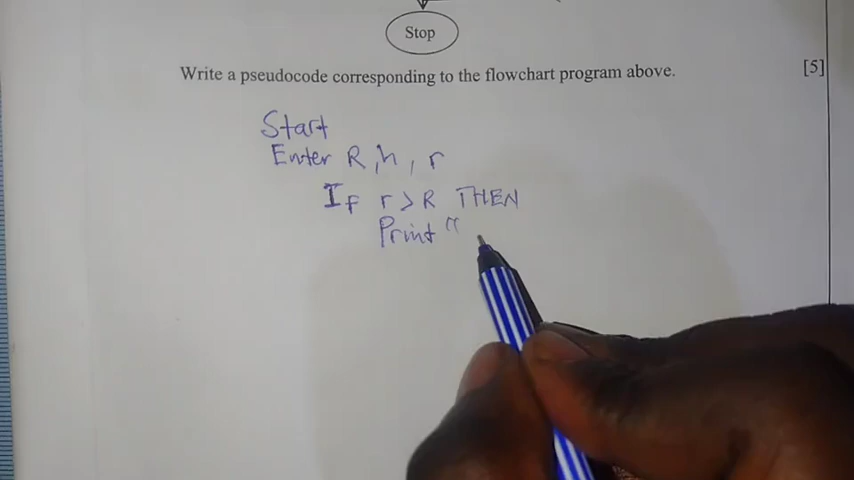 Stop
Write a pseudocode corresponding to the flowchart program above. [5]
Start
Enter R, h, r
If r > R THEN
Print "